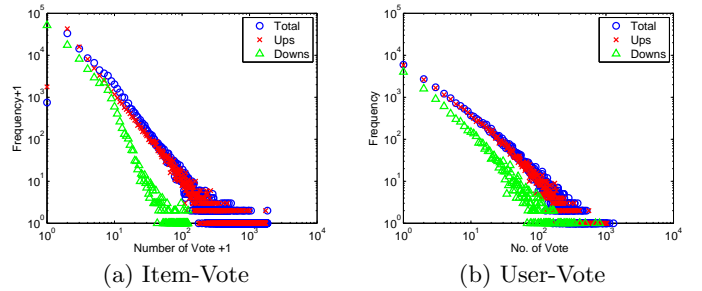 10^5
10^4
10^3
10^2
10^1
10^0
Frequency+1
10^0 10^1 10^2 10^3 10^4
Number of Vote +1
Total
Ups
Downs
(a) Item-Vote
10^5
10^4
10^3
10^2
10^1
10^0
Frequency
10^0 10^1 10^2 10^3 10^4
No. of Vote
Total
Ups
Downs
(b) User-Vote